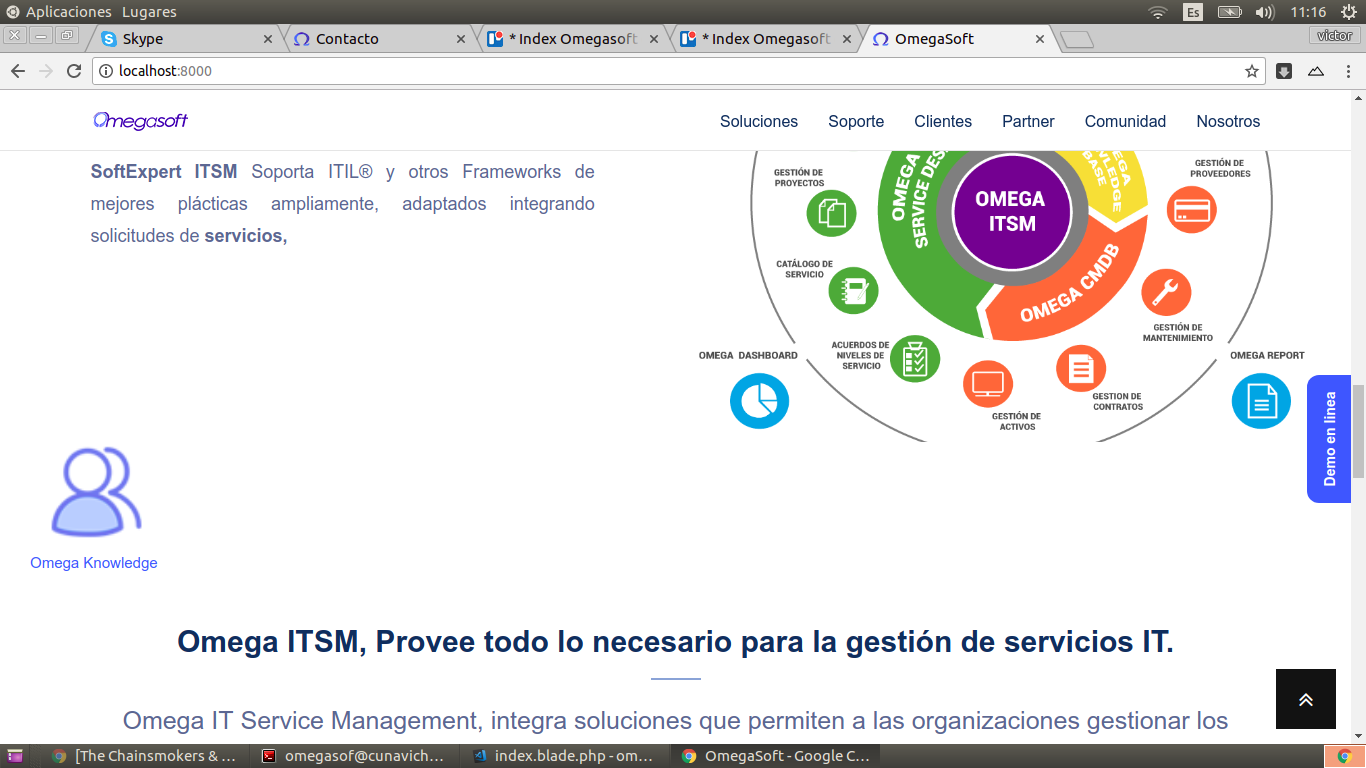 Aplicaciones Lugares Es 11:16
Skype Contacto * Index Omegasoft * Index Omegasoft OmegaSoft victor
localhost:8000
Omegasoft Soluciones Soporte Clientes Partner Comunidad Nosotros
SoftExpert ITSM Soporta ITIL® y otros Frameworks de
mejores plácticas ampliamente, adaptados integrando
solicitudes de servicios,
OMEGA
SERVICE DES
BASE
OMEGA
ITSM
OMEGA CMDB
GESTIÓN DE
PROYECTOS
CATÁLOGO DE
SERVICIO
ACUERDOS DE
NIVELES DE
SERVICIO
GESTIÓN DE
ACTIVOS
GESTION DE
CONTRATOS
GESTIÓN DE
MANTENIMIENTO
GESTIÓN DE
PROVEEDORES
OMEGA DASHBOARD
OMEGA REPORT
Demo en linea
Omega Knowledge
Omega ITSM, Provee todo lo necesario para la gestión de servicios IT.
Omega IT Service Management, integra soluciones que permiten a las organizaciones gestionar los
[The Chainsmokers & ... omegasof@cunavich... index.blade.php - om... OmegaSoft - Google C...